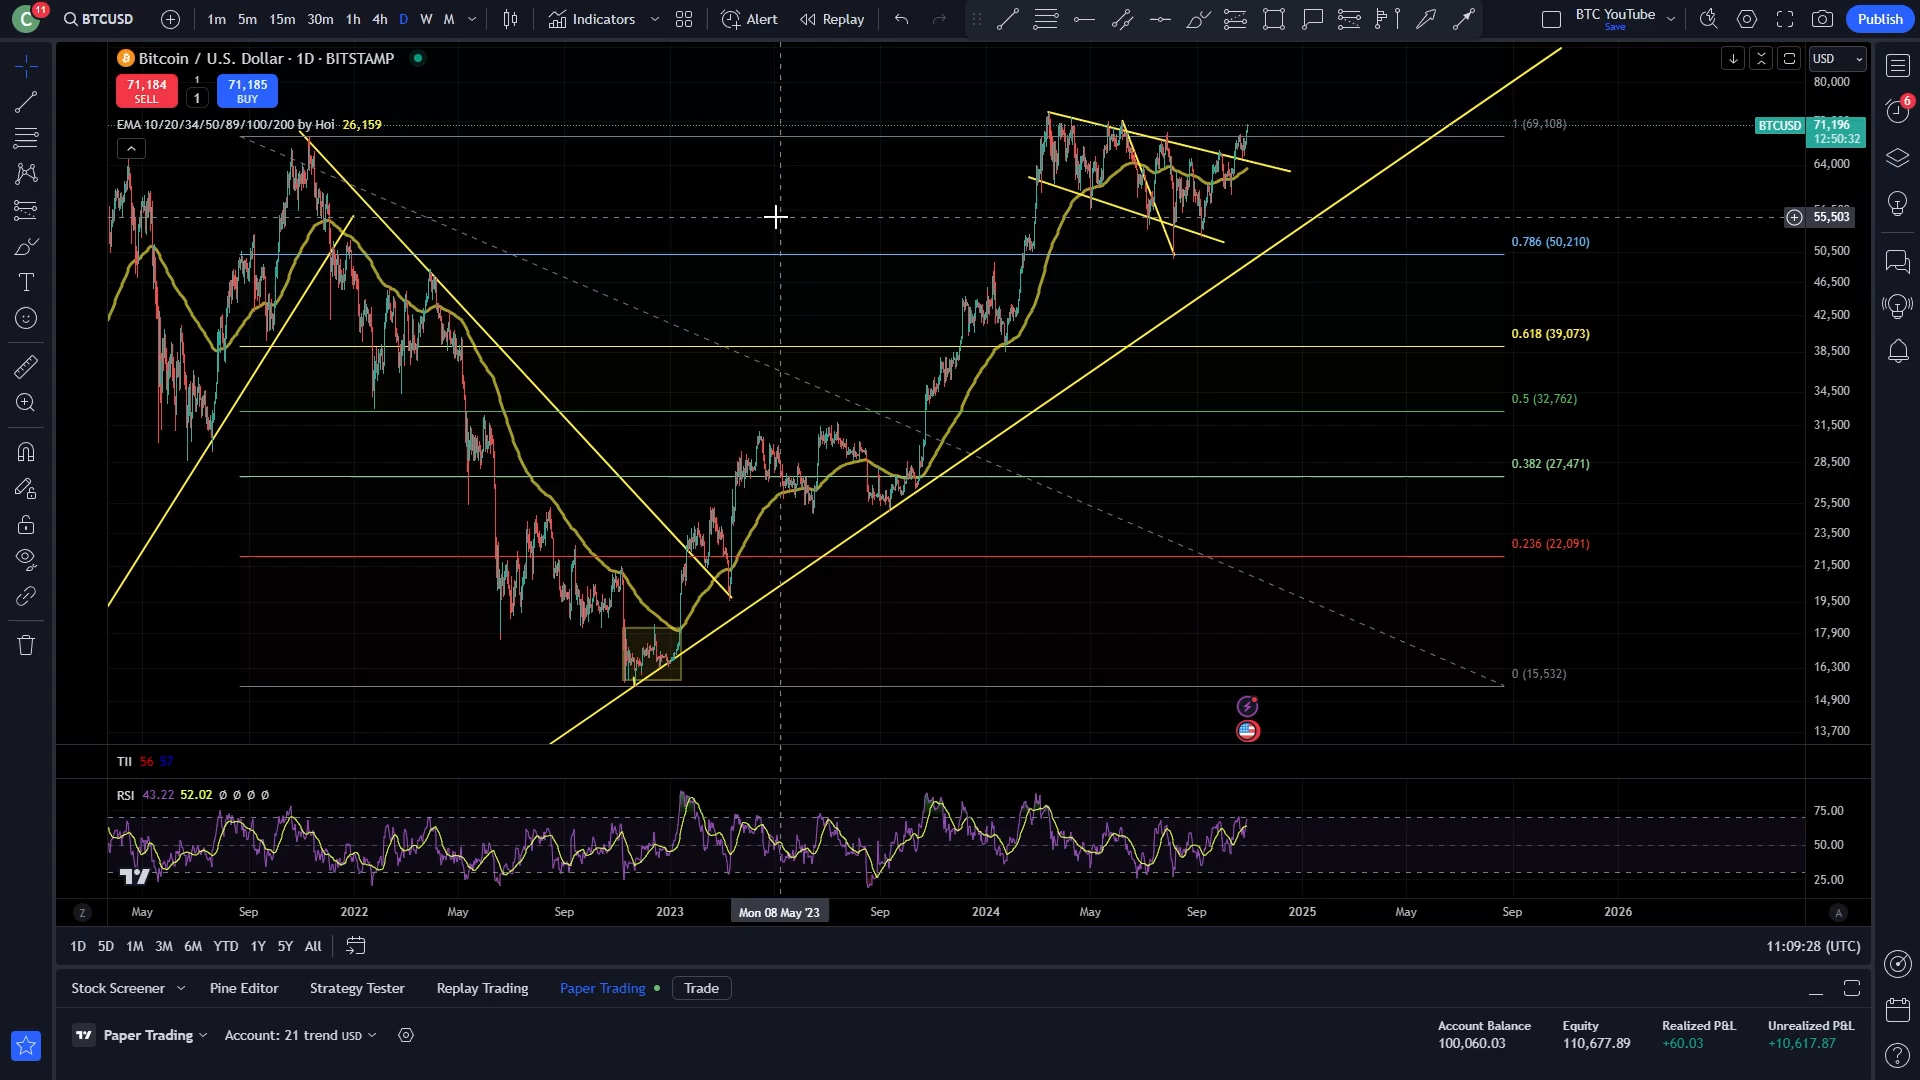 C 11 BTCUSD 1m 5m 15m 30m 1h 4h D W M Indicators Alert Replay BTC YouTube Save Publish
Bitcoin / U.S. Dollar · 1D · BITSTAMP
USD
71,184 SELL 1 1 71,185 BUY
EMA 10/20/34/50/89/100/200 by Hoi 26,159
80,000
1 (69,108)
BTCUSD 71,196
12:50:32
6
64,000
55,503
0.786 (50,210)
50,500
46,500
42,500
0.618 (39,073)
38,500
34,500
0.5 (32,762)
31,500
0.382 (27,471)
28,500
25,500
23,500
0.236 (22,091)
21,500
19,500
17,900
16,300
0 (15,532)
14,900
13,700
TII 56 57
RSI 43.22 52.02 Ø Ø Ø Ø
75.00
50.00
25.00
Z May Sep 2022 May Sep 2023 Mon 08 May '23 Sep 2024 May Sep 2025 May Sep 2026 A
1D 5D 1M 3M 6M YTD 1Y 5Y All 11:09:28 (UTC)
Stock Screener Pine Editor Strategy Tester Replay Trading Paper Trading Trade
Paper Trading Account: 21 trend USD
Account Balance Equity Realized P&L Unrealized P&L
100,060.03 110,677.89 +60.03 +10,617.87